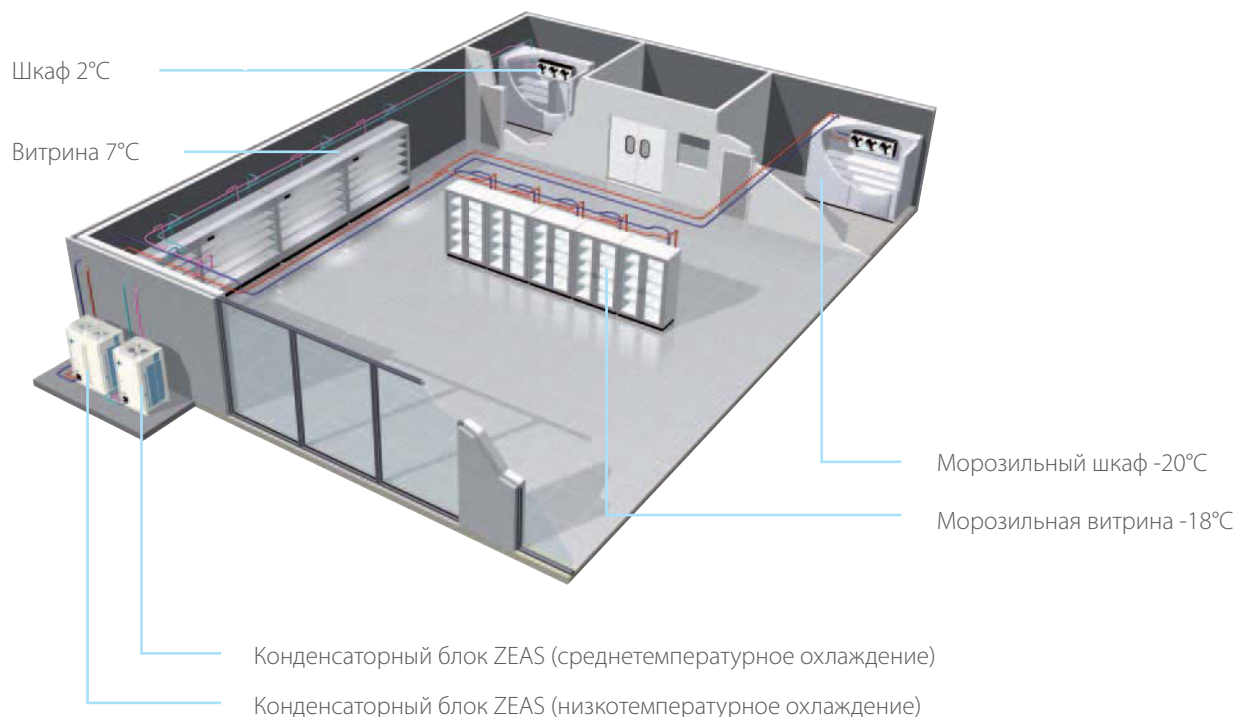 Шкаф 2°C
Витрина 7°C
Морозильный шкаф -20°C
Морозильная витрина -18°C
Конденсаторный блок ZEAS (среднетемпературное охлаждение)
Конденсаторный блок ZEAS (низкотемпературное охлаждение)